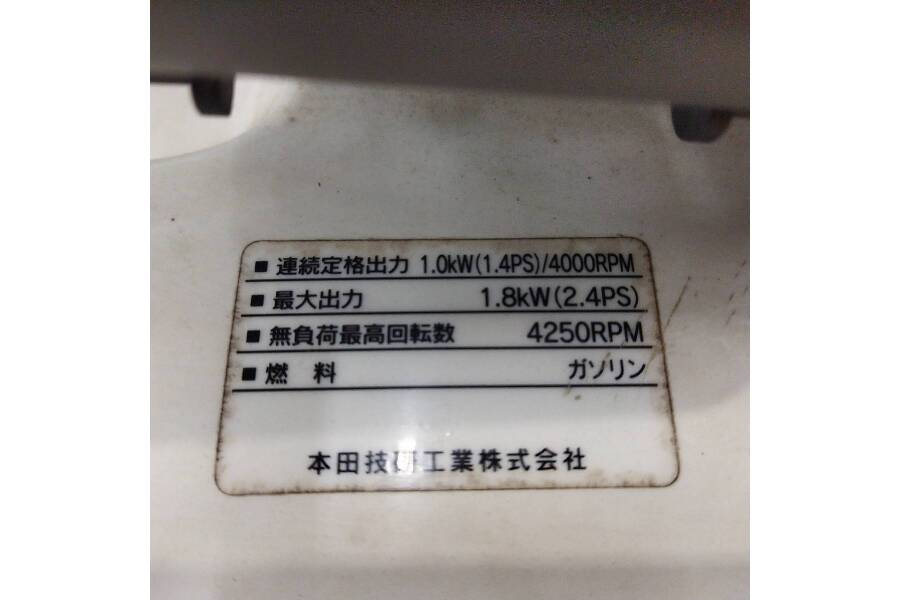 ■ 連続定格出力 1.0kW(1.4PS)/4000RPM
■ 最大出力 1.8kW(2.4PS)
■ 無負荷最高回転数 4250RPM
■ 燃 料 ガソリン
本田技研工業株式会社